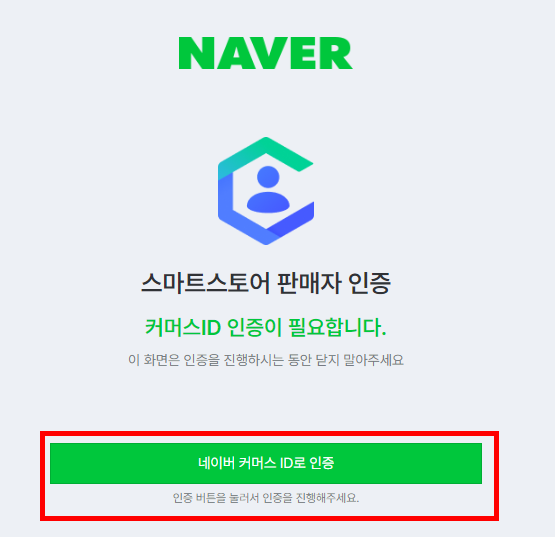 NAVER
스마트스토어 판매자 인증
커머스ID 인증이 필요합니다.
이 화면은 인증을 진행하시는 동안 닫지 말아주세요
네이버 커머스 ID로 인증
인증 버튼을 눌러서 인증을 진행해주세요.